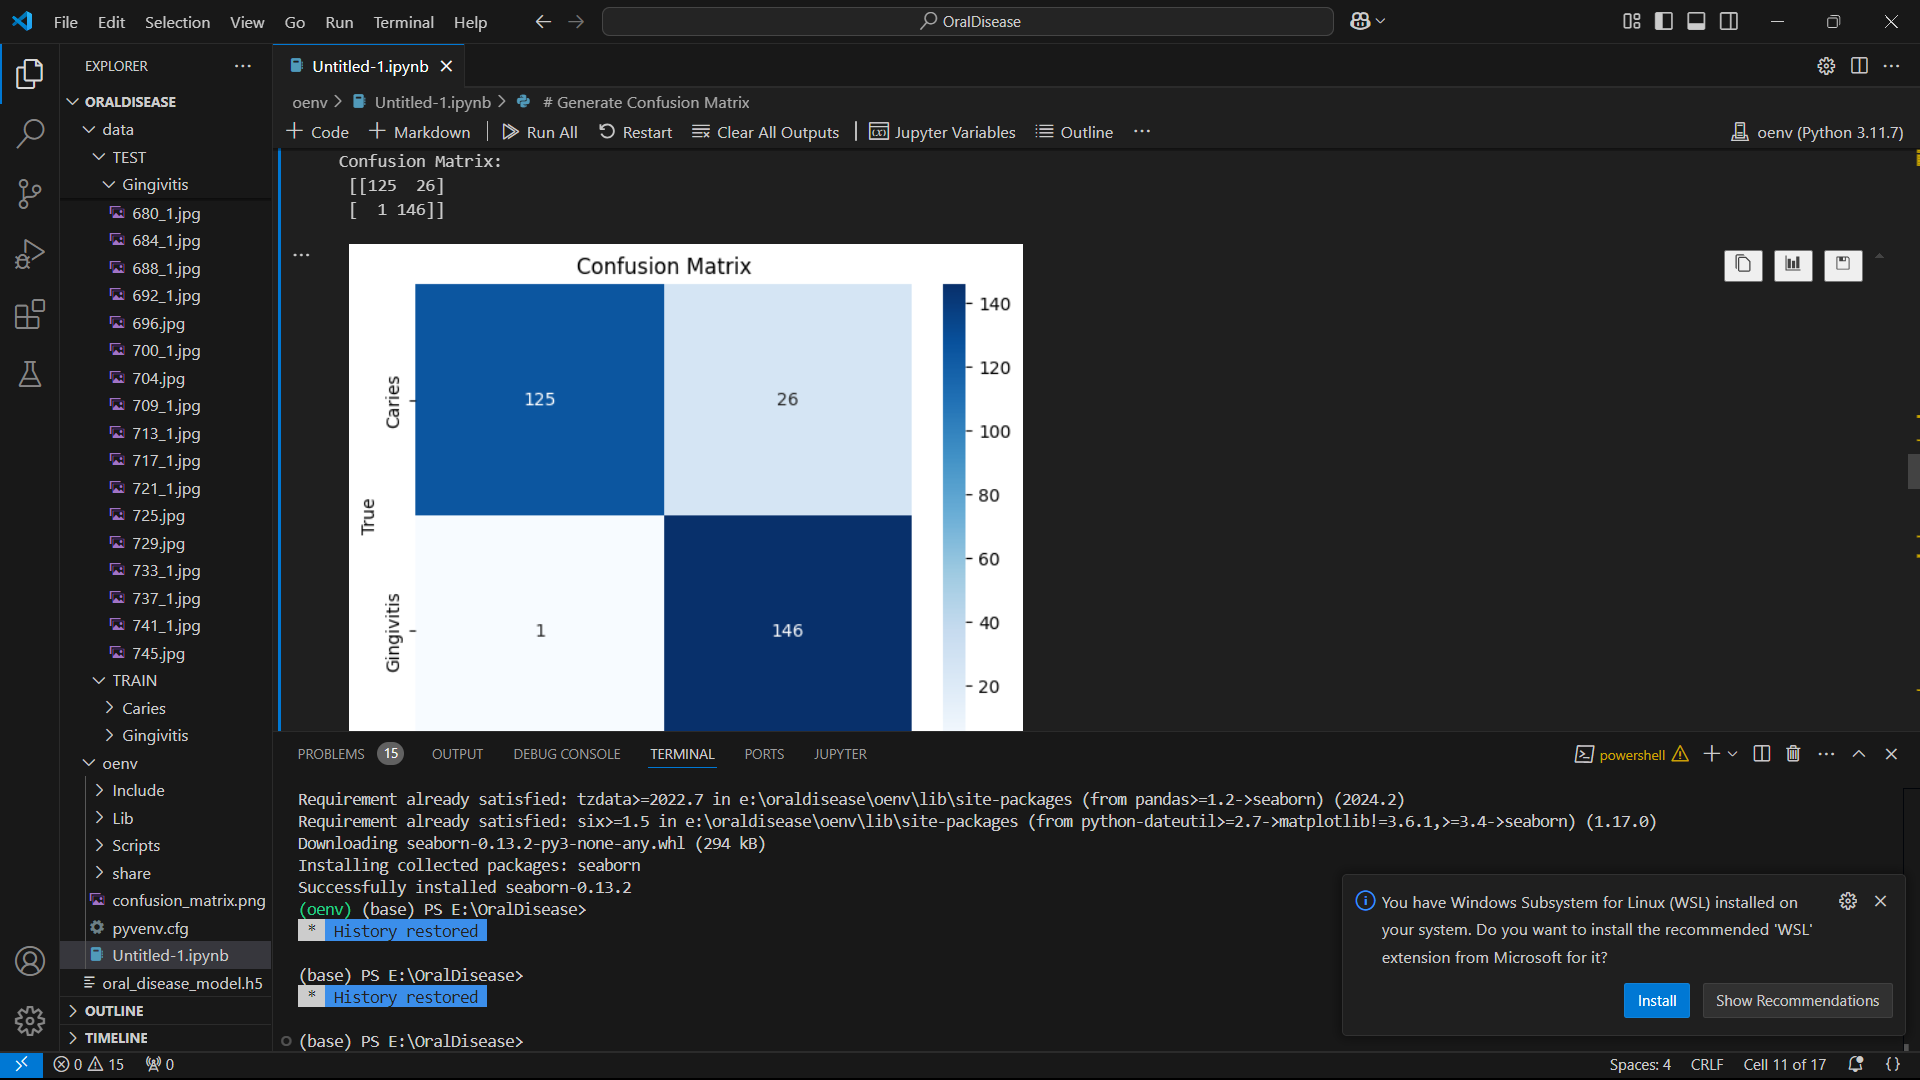 File Edit Selection View Go Run Terminal Help
OralDisease
EXPLORER
ORALDISEASE
data
TEST
Gingivitis
680_1.jpg
684_1.jpg
688_1.jpg
692_1.jpg
696.jpg
700_1.jpg
704.jpg
709_1.jpg
713_1.jpg
717_1.jpg
721_1.jpg
725.jpg
729.jpg
733_1.jpg
737_1.jpg
741_1.jpg
745.jpg
TRAIN
Caries
Gingivitis
oenv
Include
Lib
Scripts
share
confusion_matrix.png
pyvenv.cfg
Untitled-1.ipynb
oral_disease_model.h5
OUTLINE
TIMELINE
Untitled-1.ipynb
oenv > Untitled-1.ipynb > # Generate Confusion Matrix
+ Code + Markdown Run All Restart Clear All Outputs Jupyter Variables Outline ...
oenv (Python 3.11.7)
Confusion Matrix:
[[125  26]
[  1 146]]
Confusion Matrix
True
Caries
Gingivitis
125
26
1
146
140
120
100
80
60
40
20
PROBLEMS 15 OUTPUT DEBUG CONSOLE TERMINAL PORTS JUPYTER
powershell
Requirement already satisfied: tzdata>=2022.7 in e:\oraldisease\oenv\lib\site-packages (from pandas>=1.2->seaborn) (2024.2)
Requirement already satisfied: six>=1.5 in e:\oraldisease\oenv\lib\site-packages (from python-dateutil>=2.7->matplotlib!=3.6.1,>=3.4->seaborn) (1.17.0)
Downloading seaborn-0.13.2-py3-none-any.whl (294 kB)
Installing collected packages: seaborn
Successfully installed seaborn-0.13.2
(oenv) (base) PS E:\OralDisease>
* History restored
(base) PS E:\OralDisease>
* History restored
(base) PS E:\OralDisease>
You have Windows Subsystem for Linux (WSL) installed on
your system. Do you want to install the recommended 'WSL'
extension from Microsoft for it?
Install
Show Recommendations
0 15 0
Spaces: 4 CRLF Cell 11 of 17 {}